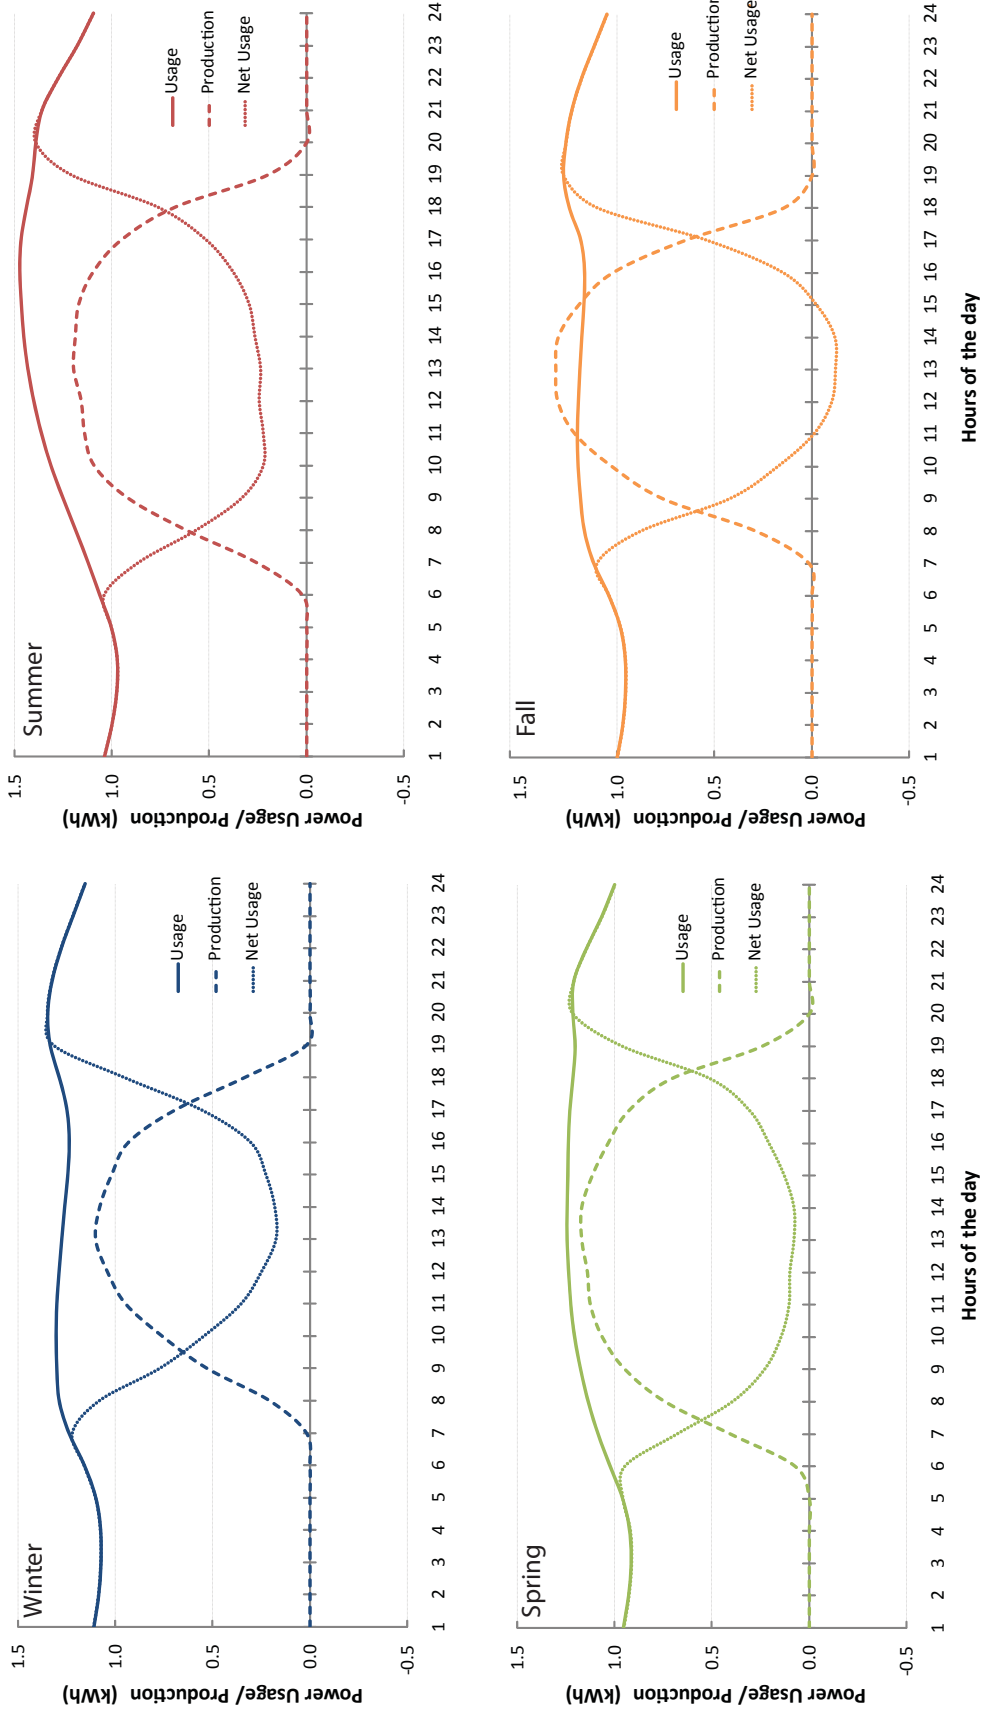 Winter
Power Usage/ Production (kWh)
1.5
1.0
0.5
0.0
-0.5
1 2 3 4 5 6 7 8 9 10 11 12 13 14 15 16 17 18 19 20 21 22 23 24
Usage
Production
Net Usage
Summer
Power Usage/ Production (kWh)
1.5
1.0
0.5
0.0
-0.5
1 2 3 4 5 6 7 8 9 10 11 12 13 14 15 16 17 18 19 20 21 22 23 24
Usage
Production
Net Usage
Spring
Power Usage/ Production (kWh)
1.5
1.0
0.5
0.0
-0.5
1 2 3 4 5 6 7 8 9 10 11 12 13 14 15 16 17 18 19 20 21 22 23 24
Hours of the day
Usage
Production
Net Usage
Fall
Power Usage/ Production (kWh)
1.5
1.0
0.5
0.0
-0.5
1 2 3 4 5 6 7 8 9 10 11 12 13 14 15 16 17 18 19 20 21 22 23 24
Hours of the day
Usage
Production
Net Usage